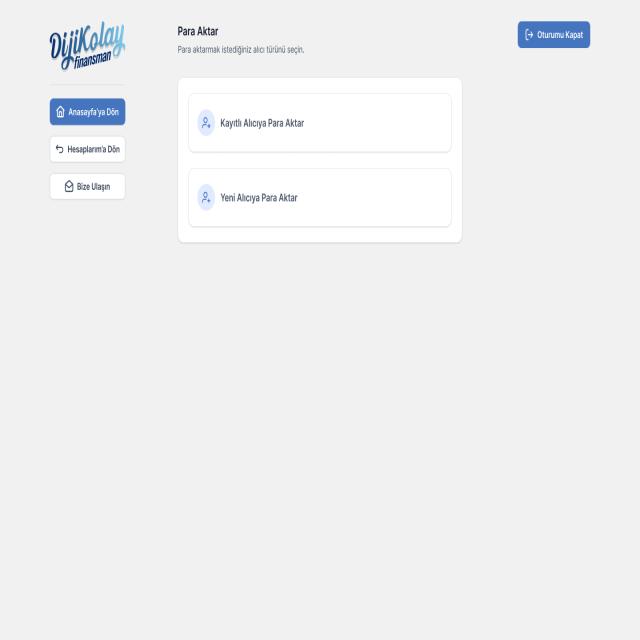 DijiKolay
finansman
Anasayfa'ya Dön
Hesaplarım'a Dön
Bize Ulaşın
Para Aktar
Para aktarmak istediğiniz alıcı türünü seçin.
Kayıtlı Alıcıya Para Aktar
Yeni Alıcıya Para Aktar
Oturumu Kapat